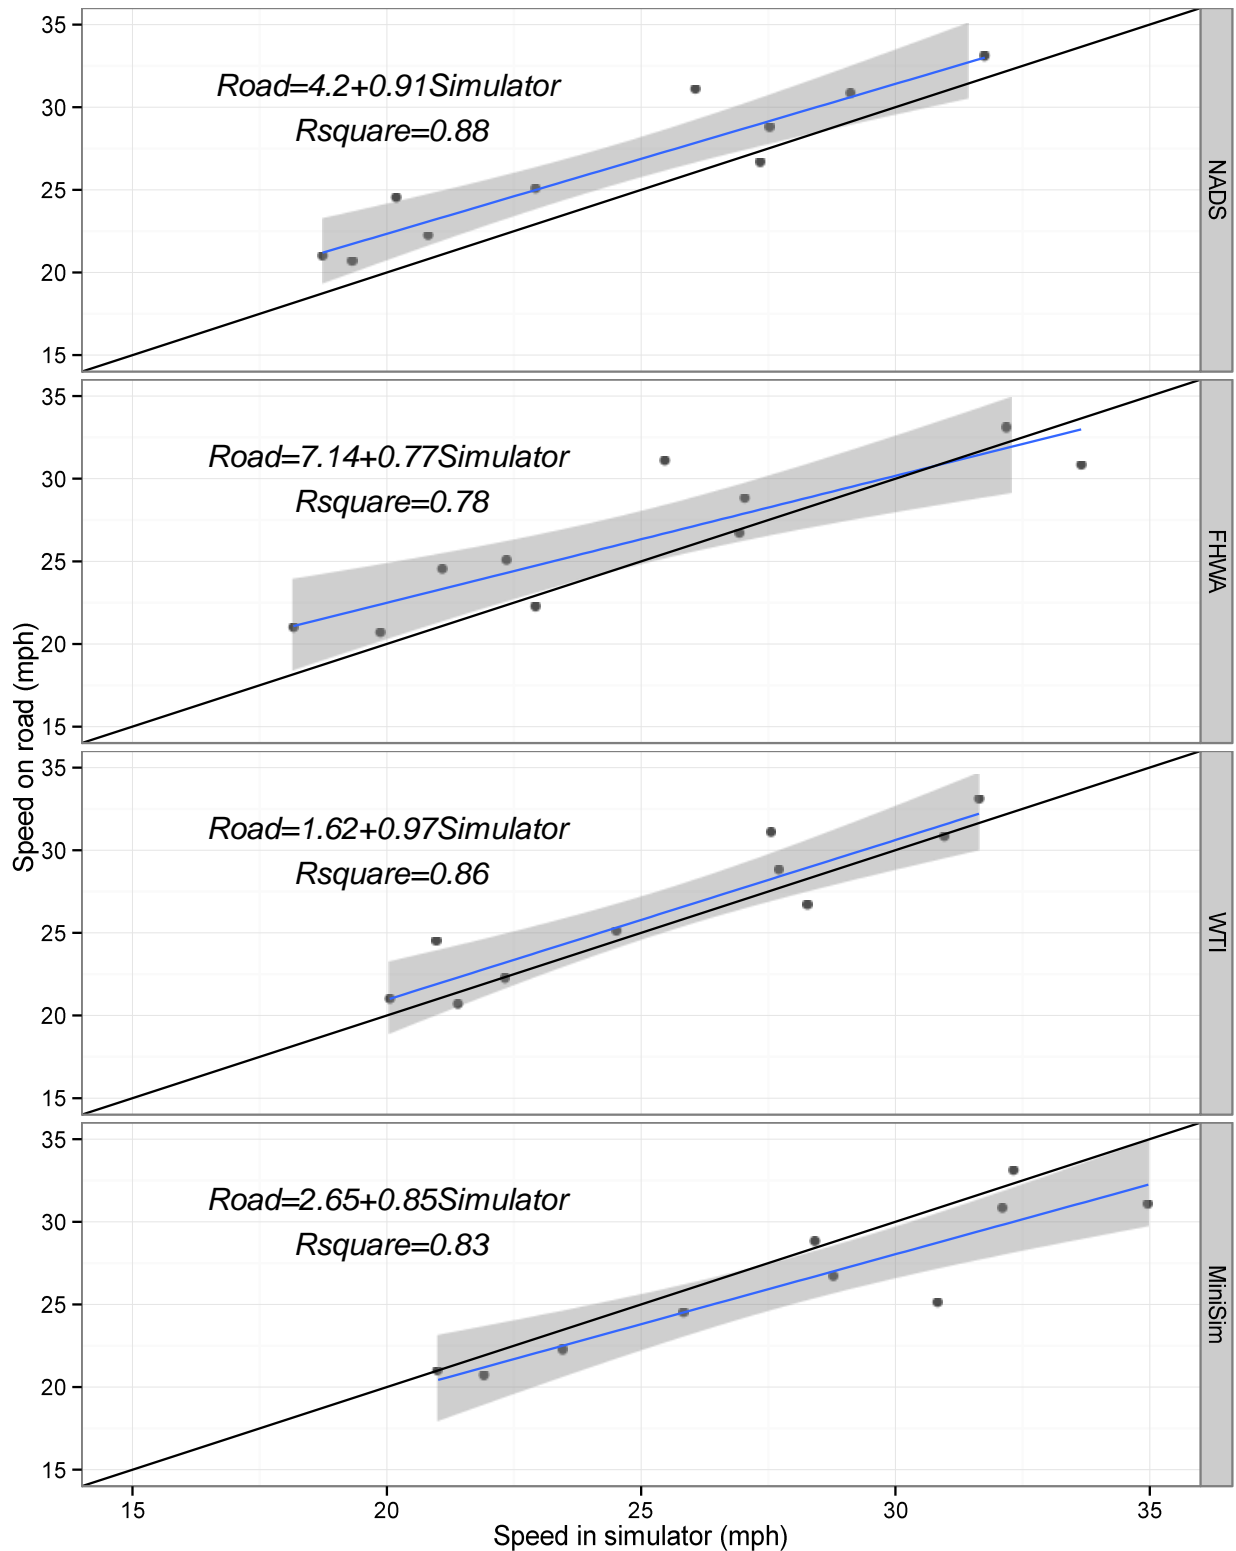 35
30
25
20
15
Road=4.2+0.91Simulator
Rsquare=0.88
NADS
35
30
25
20
15
Road=7.14+0.77Simulator
Rsquare=0.78
FHWA
Speed on road (mph)
35
30
25
20
15
Road=1.62+0.97Simulator
Rsquare=0.86
WTI
35
30
25
20
15
Road=2.65+0.85Simulator
Rsquare=0.83
MiniSim
15 20 25 30 35
Speed in simulator (mph)